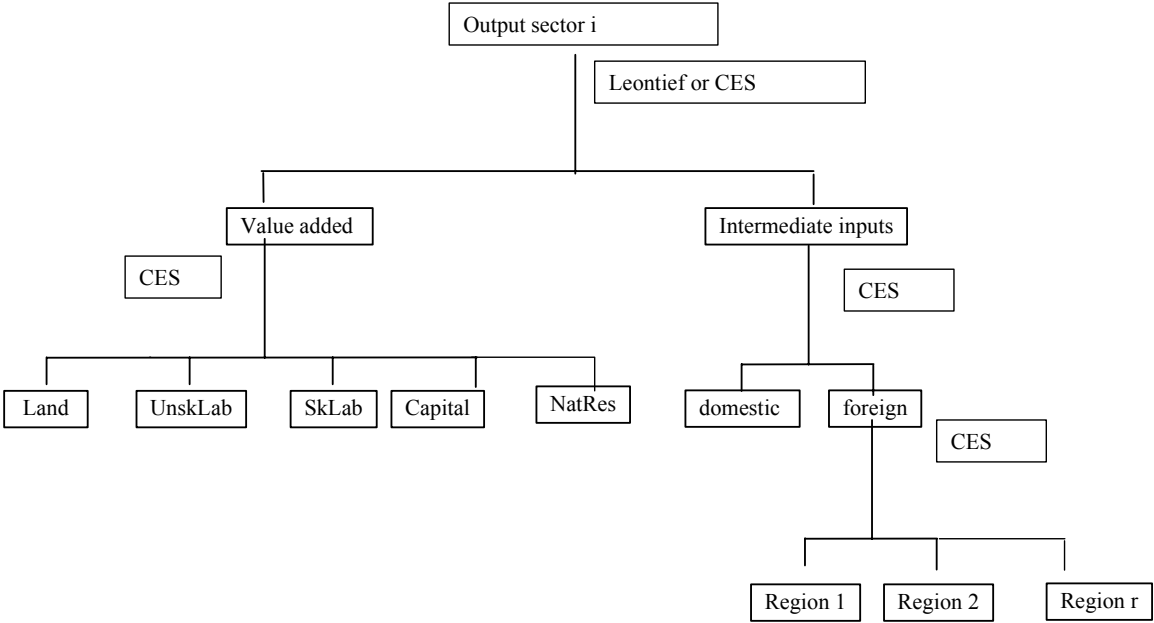 Output sector i
Leontief or CES
Value added
Intermediate inputs
CES
CES
Land
UnskLab
SkLab
Capital
NatRes
domestic
foreign
CES
Region 1
Region 2
Region r